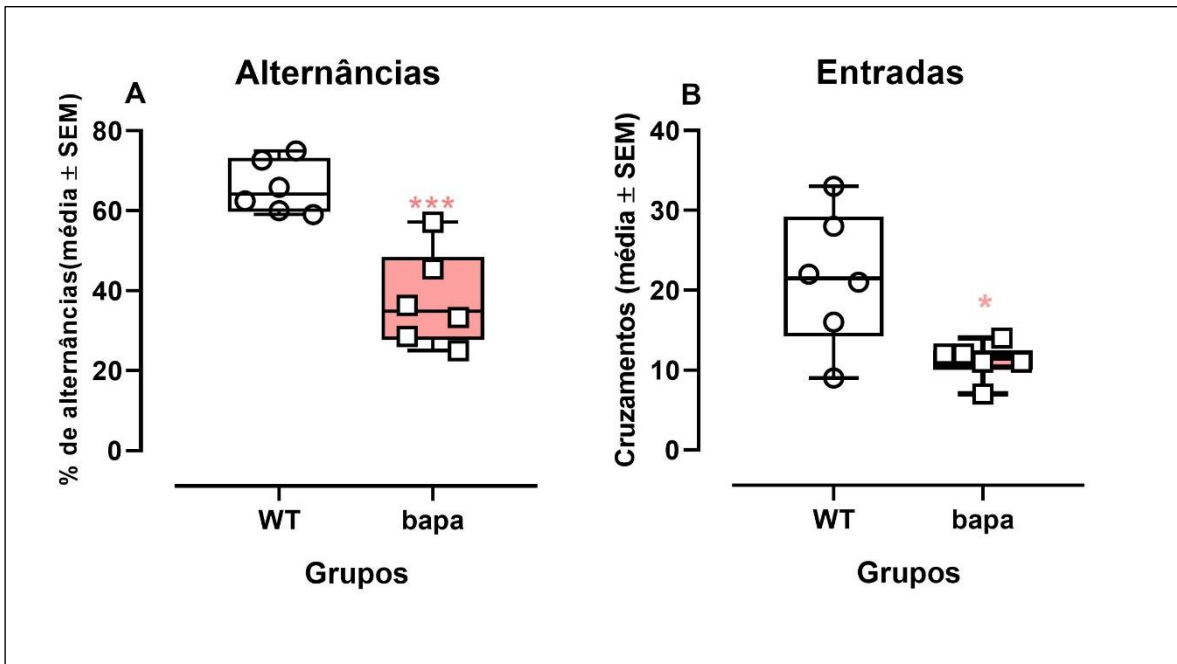 Alternâncias
A
% de alternâncias(média ± SEM)
80
60
40
20
0
***
WT
bapa
Grupos
Entradas
B
Cruzamentos (média ± SEM)
40
30
20
10
0
*
WT
bapa
Grupos